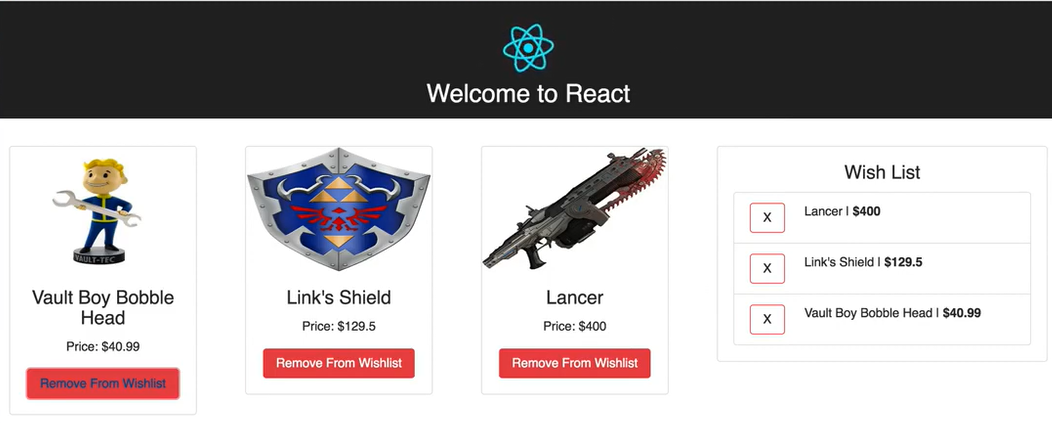 Welcome to React
VAULT-TEC
Vault Boy Bobble
Head
Price: $40.99
Remove From Wishlist
Link's Shield
Price: $129.5
Remove From Wishlist
Lancer
Price: $400
Remove From Wishlist
Wish List
X Lancer | $400
X Link's Shield | $129.5
X Vault Boy Bobble Head | $40.99